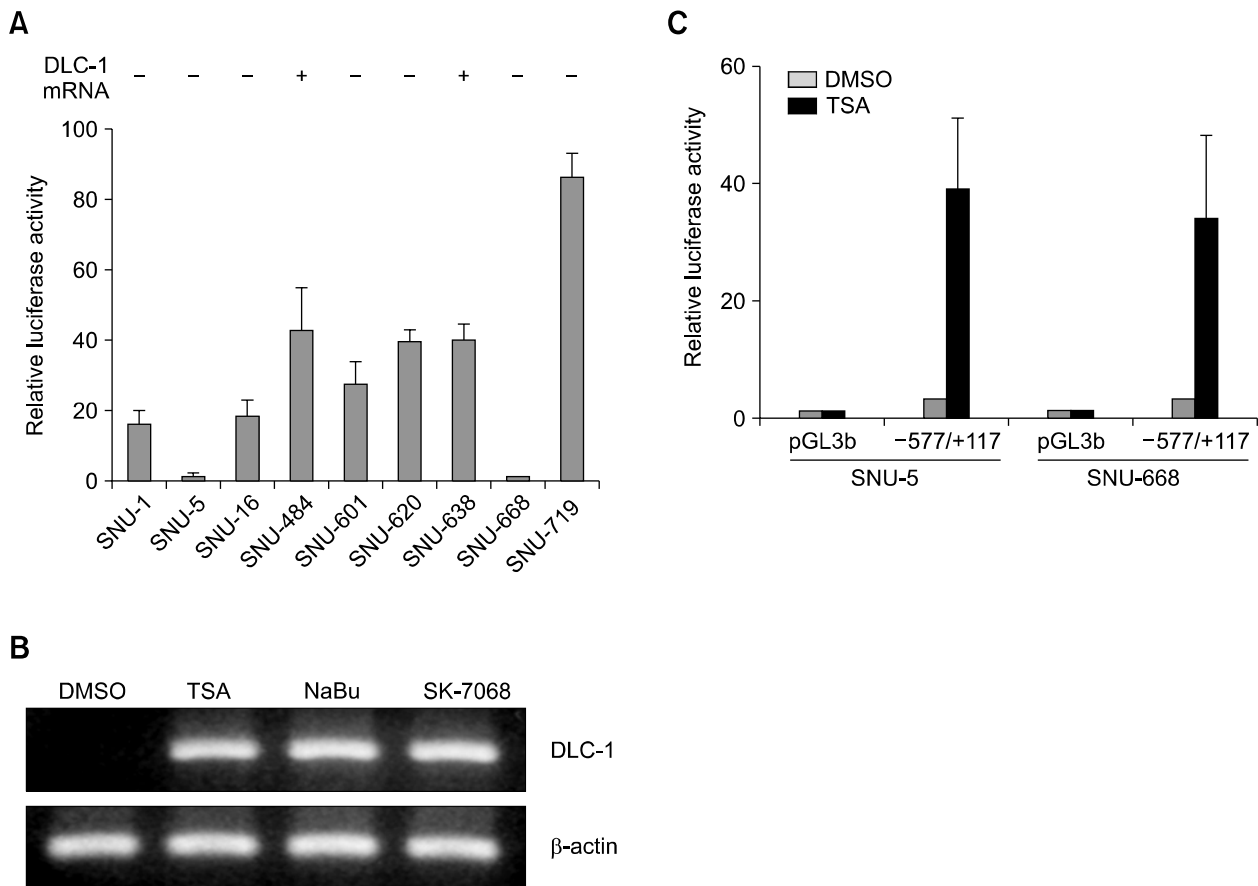 A
DLC-1
mRNA
− − − + − − + − −
Relative luciferase activity
100
80
60
40
20
0
SNU-1
SNU-5
SNU-16
SNU-484
SNU-601
SNU-620
SNU-638
SNU-668
SNU-719
B
DMSO TSA NaBu SK-7068
DLC-1
β-actin
C
Relative luciferase activity
60
40
20
0
DMSO
TSA
pGL3b −577/+117 pGL3b −577/+117
SNU-5 SNU-668